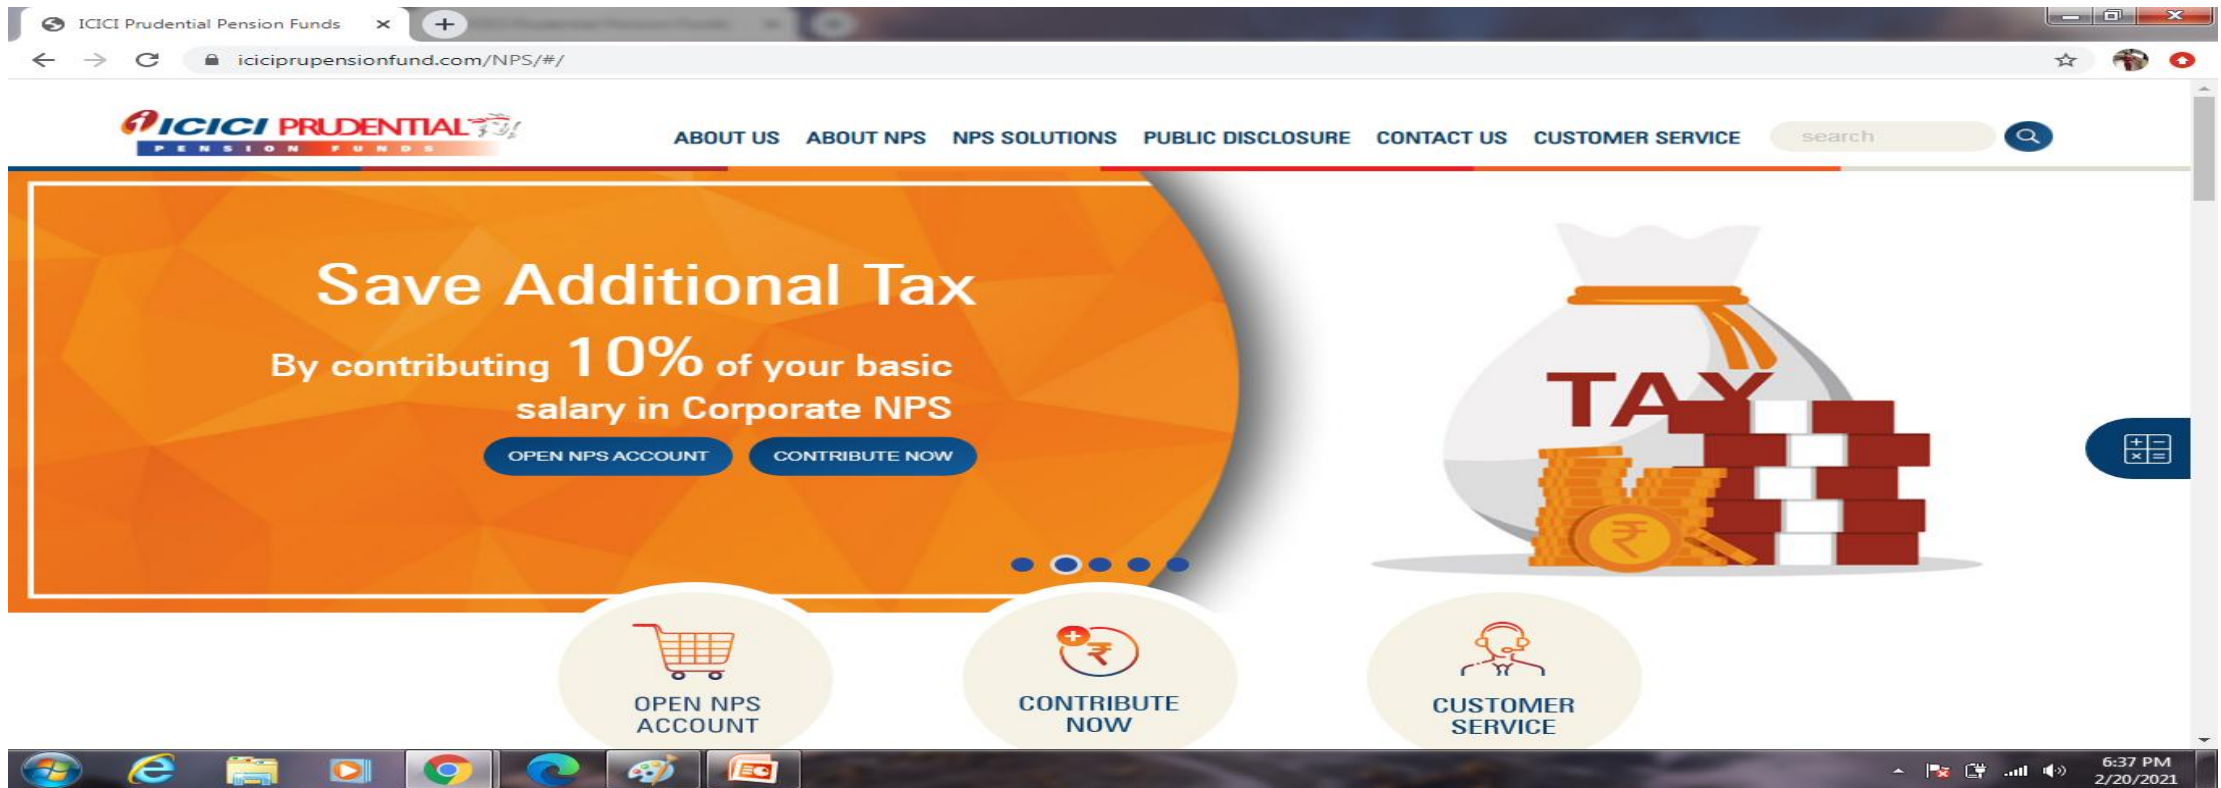 ICICI Prudential Pension Funds
iciciprupensionfund.com/NPS/#/
ICICI PRUDENTIAL
PENSION FUNDS
ABOUT US ABOUT NPS NPS SOLUTIONS PUBLIC DISCLOSURE CONTACT US CUSTOMER SERVICE search
Save Additional Tax
By contributing 10% of your basic
salary in Corporate NPS
OPEN NPS ACCOUNT CONTRIBUTE NOW
TAX
OPEN NPS
ACCOUNT
CONTRIBUTE
NOW
CUSTOMER
SERVICE
6:37 PM
2/20/2021